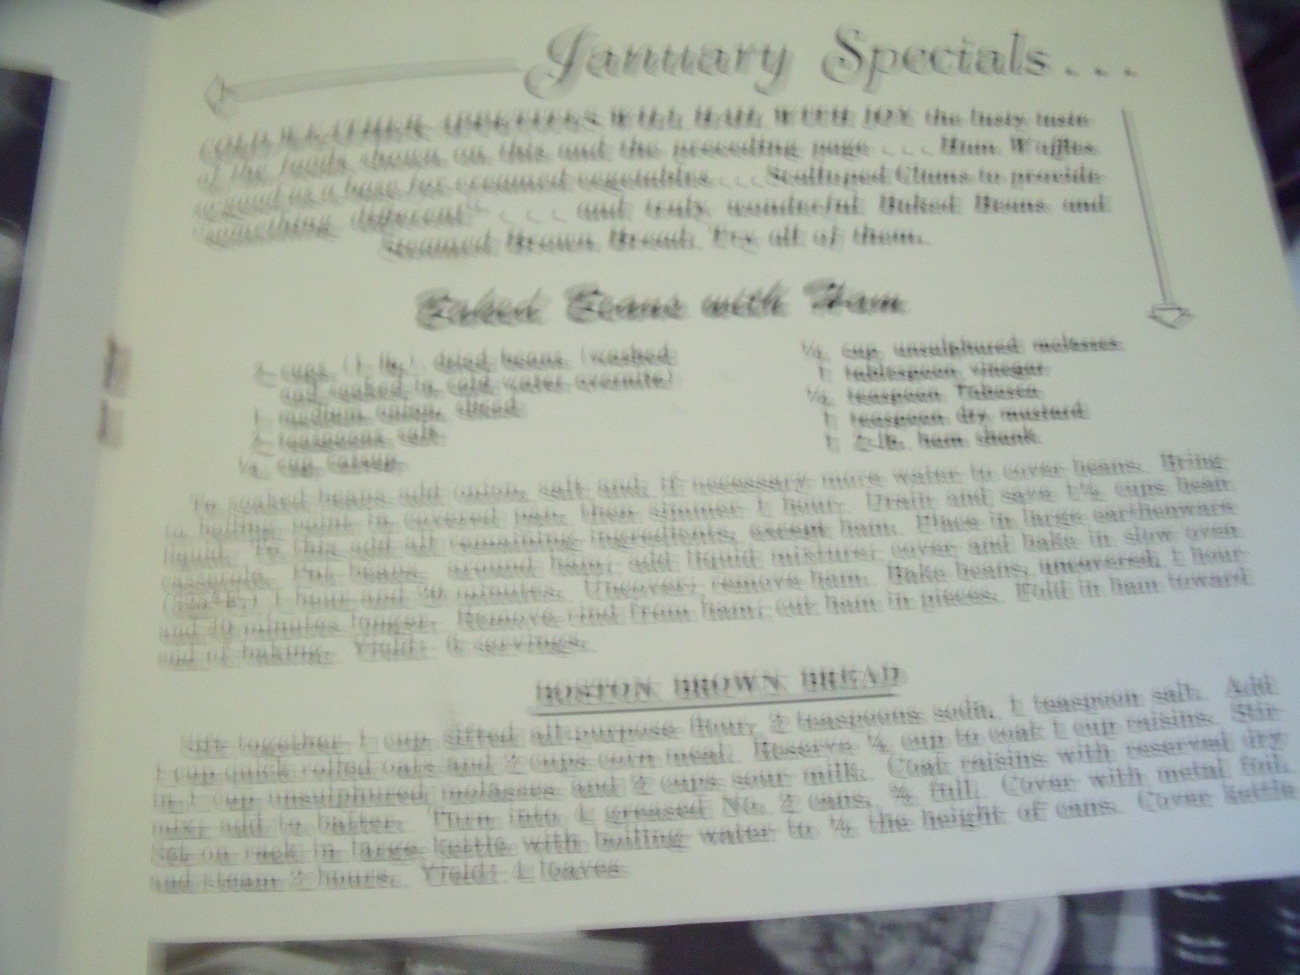 January Specials...
COLD WEATHER APPETITES WILL HAIL WITH JOY the lusty taste
of the foods shown on this and the preceding page . . . Ham Waffles
so good as a base for creamed vegetables . . . Scalloped Clams to provide
"something different" . . . and truly wonderful Baked Beans and
Steamed Brown Bread. Try all of them.
Baked Beans with Ham
2 cups (1 lb.) dried beans (washed
and soaked in cold water overnite)
1 medium onion, sliced
2 teaspoons salt
cup catsup
cup unsulphured molasses
1 tablespoon vinegar
teaspoon Tabasco
1 teaspoon dry mustard
1 2-lb. ham shank
To soaked beans add onion, salt and, if necessary more water to cover beans. Bring
to boiling point in covered pan, then simmer 1 hour. Drain and save 1½ cups bean
liquid. To this add all remaining ingredients, except ham. Place in large earthenware
casserole. Put beans around ham; add liquid mixture; cover and bake in slow oven
1 hour and minutes. Uncover; remove ham. Bake beans, uncovered, 1 hour
and minutes longer. Remove rind from ham; cut ham in pieces. Fold in ham toward
end of baking. Yield: 6 servings.
BOSTON BROWN BREAD
Sift together 1 cup sifted all-purpose flour, 2 teaspoons soda, 1 teaspoon salt. Add
1 cup quick rolled oats and 2 cups corn meal. Reserve ¼ cup to coat 1 cup raisins. Stir
in 1 cup unsulphured molasses and 2 cups sour milk. Coat raisins with reserved dry
mix; add to batter. Turn into 4 greased No. 2 cans, full. Cover with metal foil.
Set on rack in large kettle with boiling water to ½ the height of cans. Cover kettle
and steam 2 hours. Yield: 4 loaves.